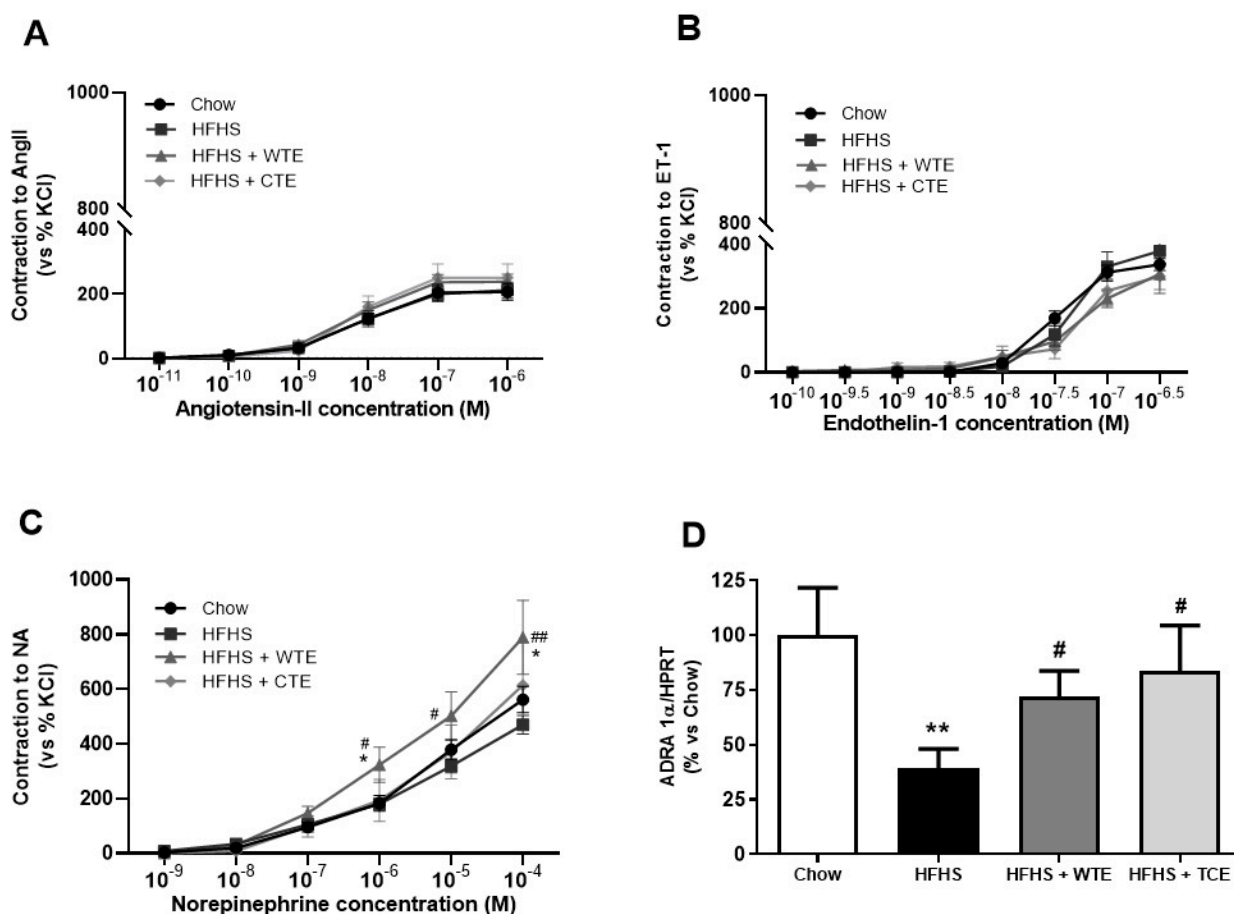 A
Contraction to AngII
(vs % KCl)
1000
800
400
200
0
Chow
HFHS
HFHS + WTE
HFHS + CTE
10⁻¹¹ 10⁻¹⁰ 10⁻⁹ 10⁻⁸ 10⁻⁷ 10⁻⁶
Angiotensin-II concentration (M)
B
Contraction to ET-1
(vs % KCl)
1000
800
400
200
0
Chow
HFHS
HFHS + WTE
HFHS + CTE
10⁻¹⁰ 10⁻⁹·⁵ 10⁻⁹ 10⁻⁸·⁵ 10⁻⁸ 10⁻⁷·⁵ 10⁻⁷ 10⁻⁶·⁵
Endothelin-1 concentration (M)
C
Contraction to NA
(vs % KCl)
1000
800
600
400
200
0
Chow
HFHS
HFHS + WTE
HFHS + CTE
#
*
#
##
*
10⁻⁹ 10⁻⁸ 10⁻⁷ 10⁻⁶ 10⁻⁵ 10⁻⁴
Norepinephrine concentration (M)
D
ADRA 1α/HPRT
(% vs Chow)
125
100
75
50
25
0
**
#
#
Chow HFHS HFHS + WTE HFHS + TCE